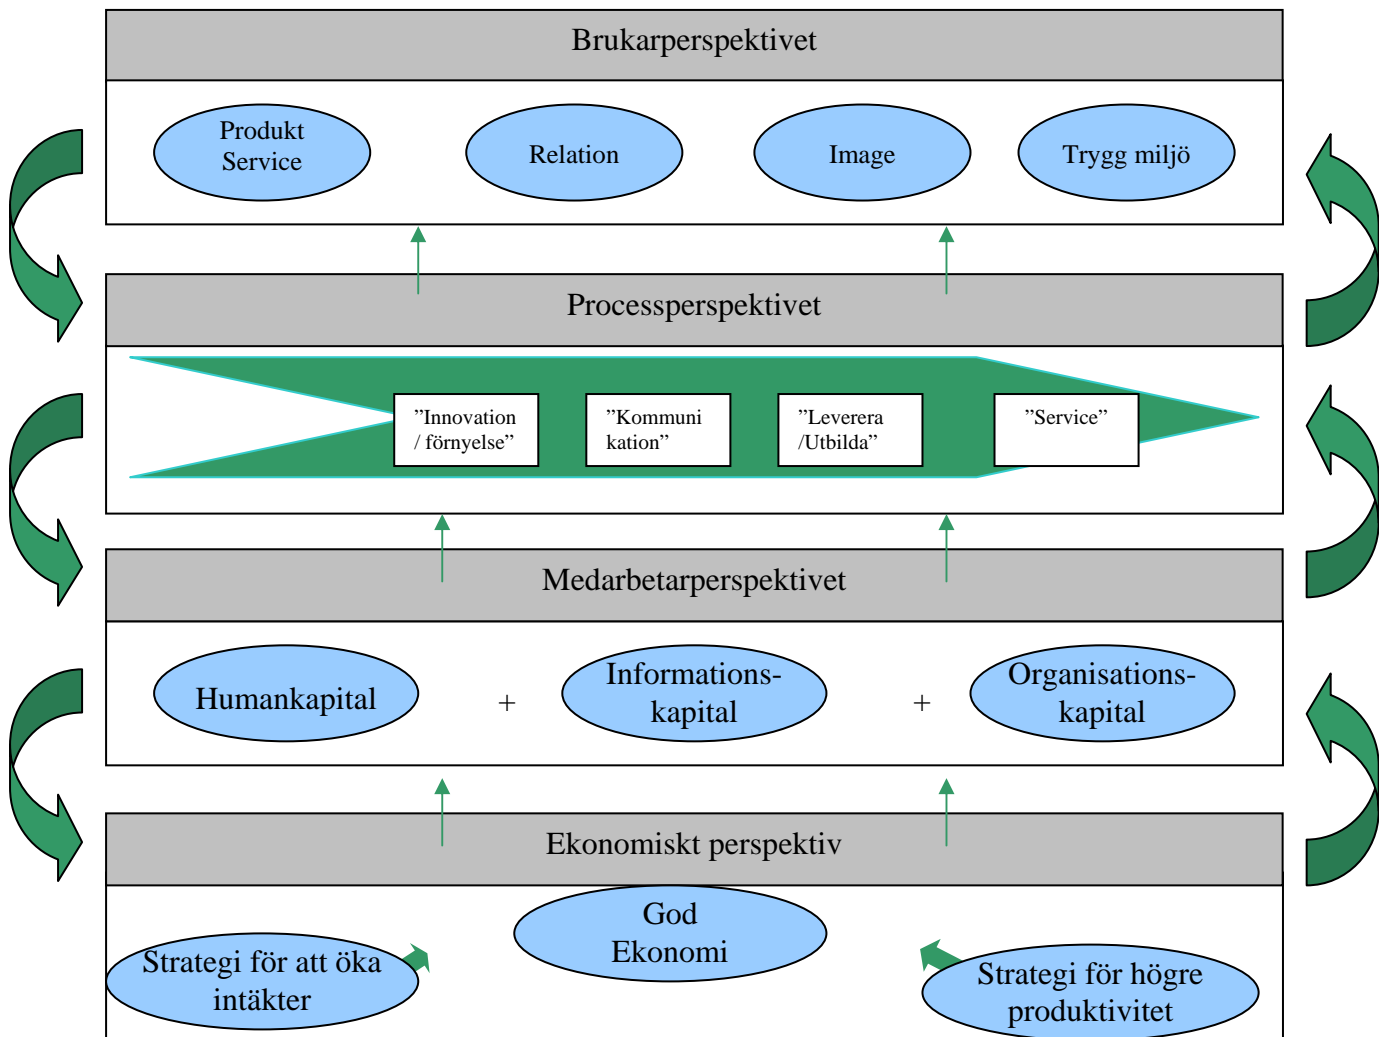 Brukarperspektivet
Produkt
Service
Relation
Image
Trygg miljö
Processperspektivet
”Innovation
/ förnyelse”
”Kommuni
kation”
”Leverera
/Utbilda”
”Service”
Medarbetarperspektivet
Humankapital
+
Informations-
kapital
+
Organisations-
kapital
Ekonomiskt perspektiv
God
Ekonomi
Strategi för att öka
intäkter
Strategi för högre
produktivitet